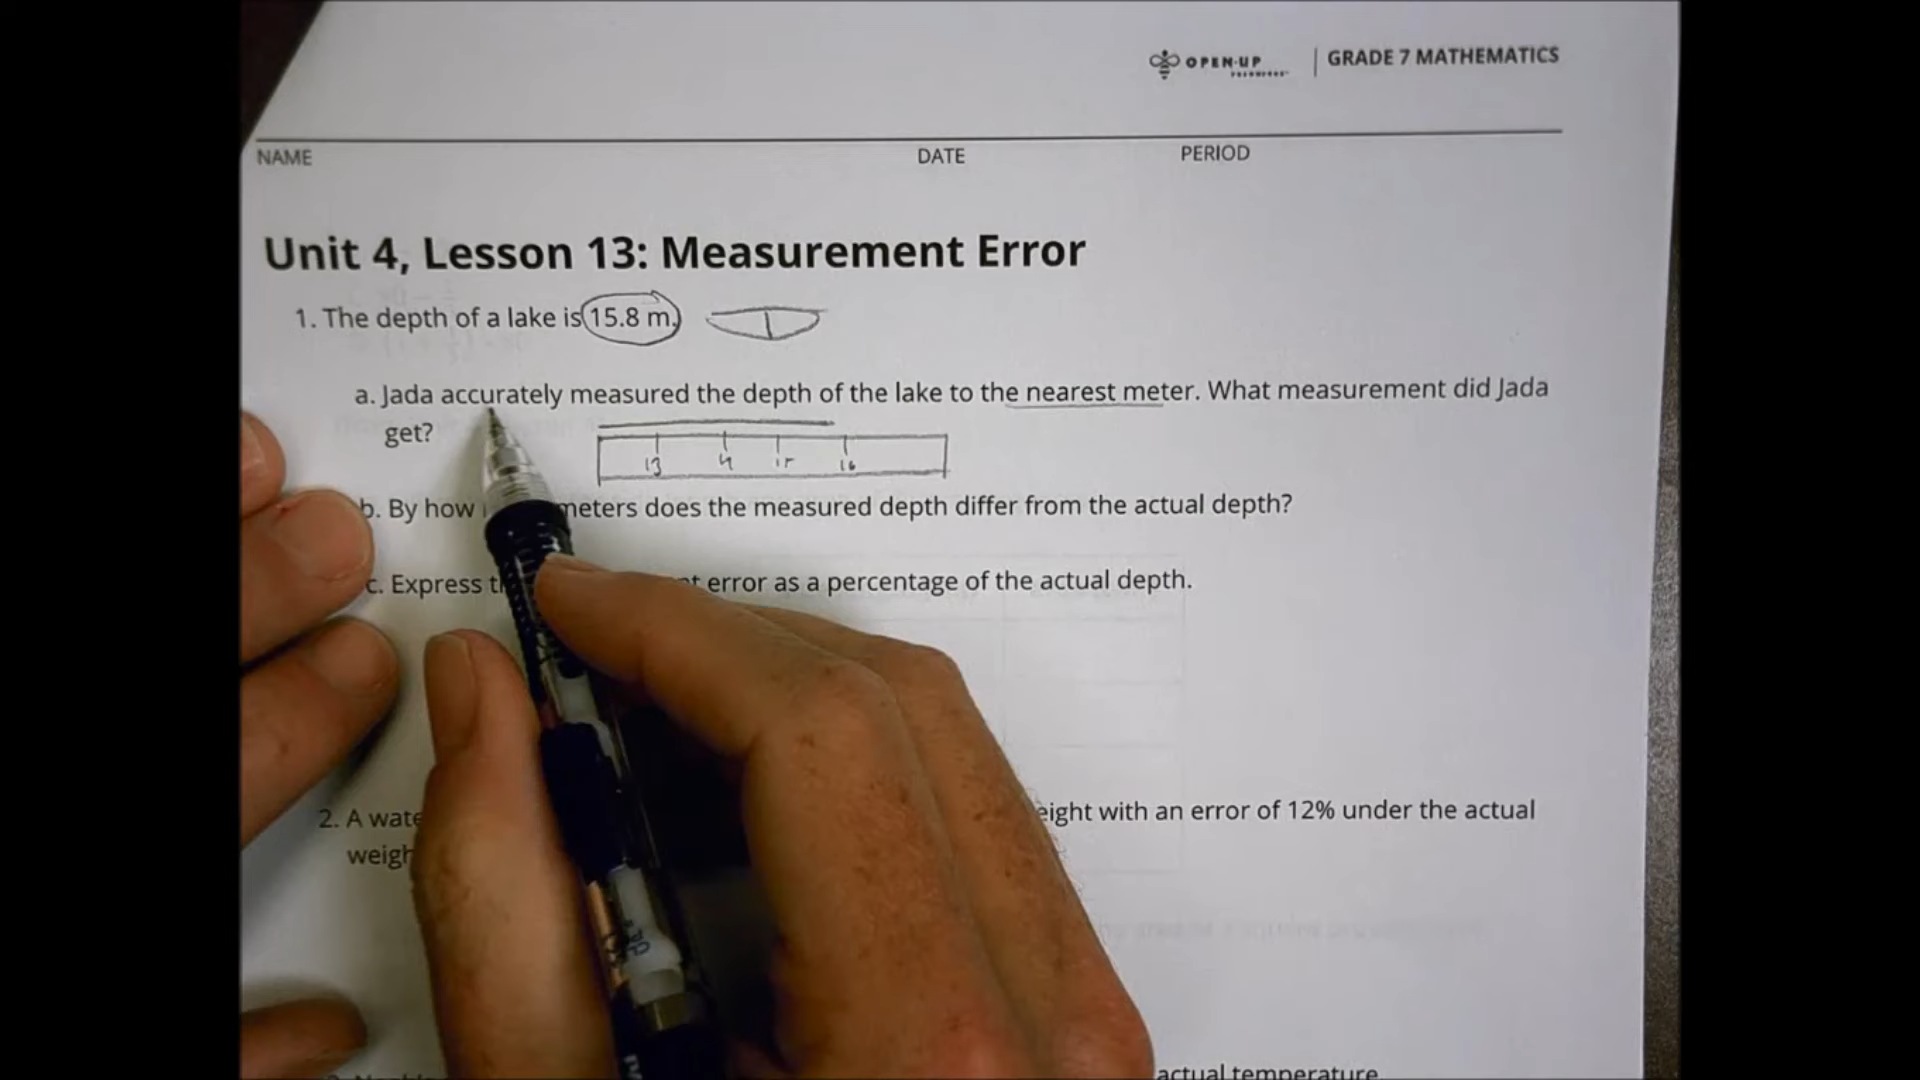 OPEN-UP
GRADE 7 MATHEMATICS
NAME DATE PERIOD
Unit 4, Lesson 13: Measurement Error
1. The depth of a lake is 15.8 m.
a. Jada accurately measured the depth of the lake to the nearest meter. What measurement did Jada
get?
13 14 15 16
b. By how meters does the measured depth differ from the actual depth?
c. Express error as a percentage of the actual depth.
2. A with an error of 12% under the actual
actual temperature